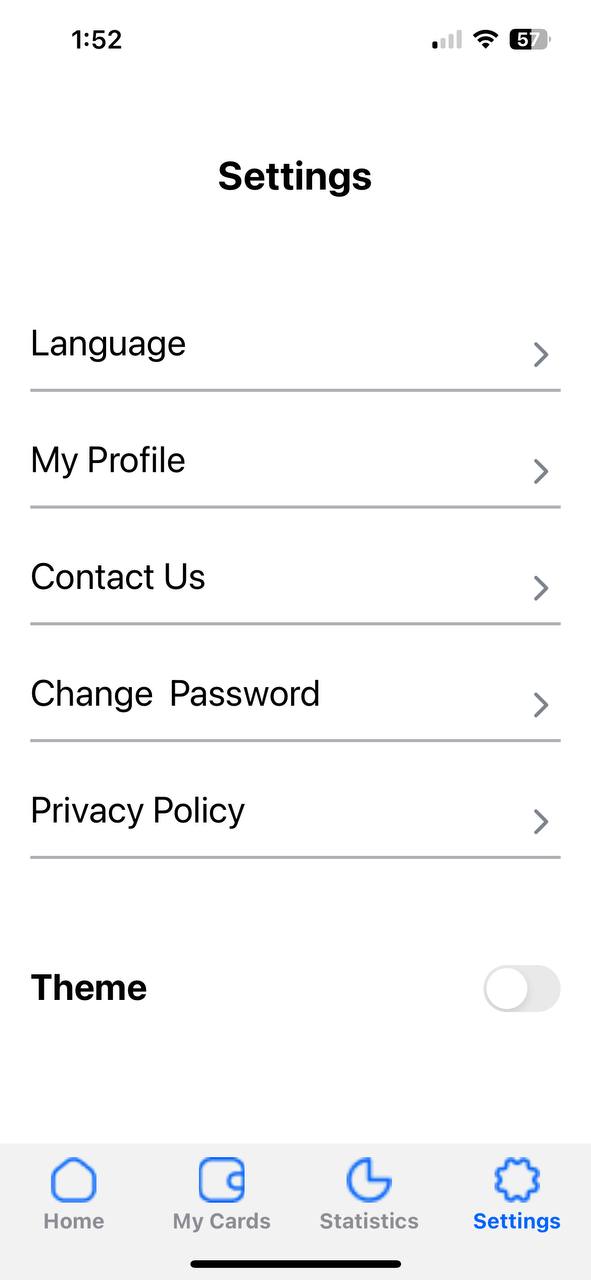 1:52
57
Settings
Language
My Profile
Contact Us
Change  Password
Privacy Policy
Theme
Home
My Cards
Statistics
Settings